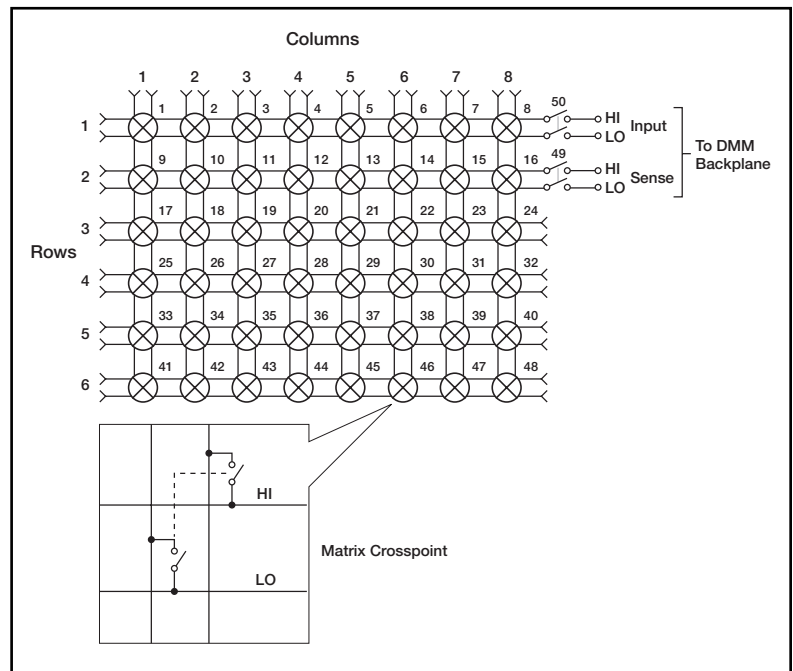 Columns
1 2 3 4 5 6 7 8
1 2 3 4 5 6 7 8 50
1 HI Input
LO
To DMM
Backplane
9 10 11 12 13 14 15 16 49
2 HI Sense
LO
17 18 19 20 21 22 23 24
3
Rows
25 26 27 28 29 30 31 32
4
33 34 35 36 37 38 39 40
5
41 42 43 44 45 46 47 48
6
HI
Matrix Crosspoint
LO